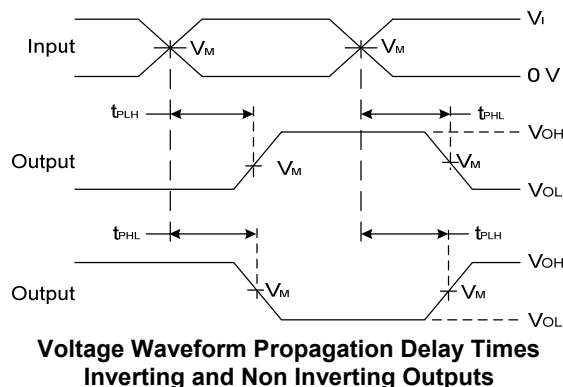 Input
VM
VM
VI
0 V
tPLH
tPHL
VOH
Output
VM
VM
VOL
tPHL
tPLH
VOH
Output
VM
VM
VOL
Voltage Waveform Propagation Delay Times
Inverting and Non Inverting Outputs